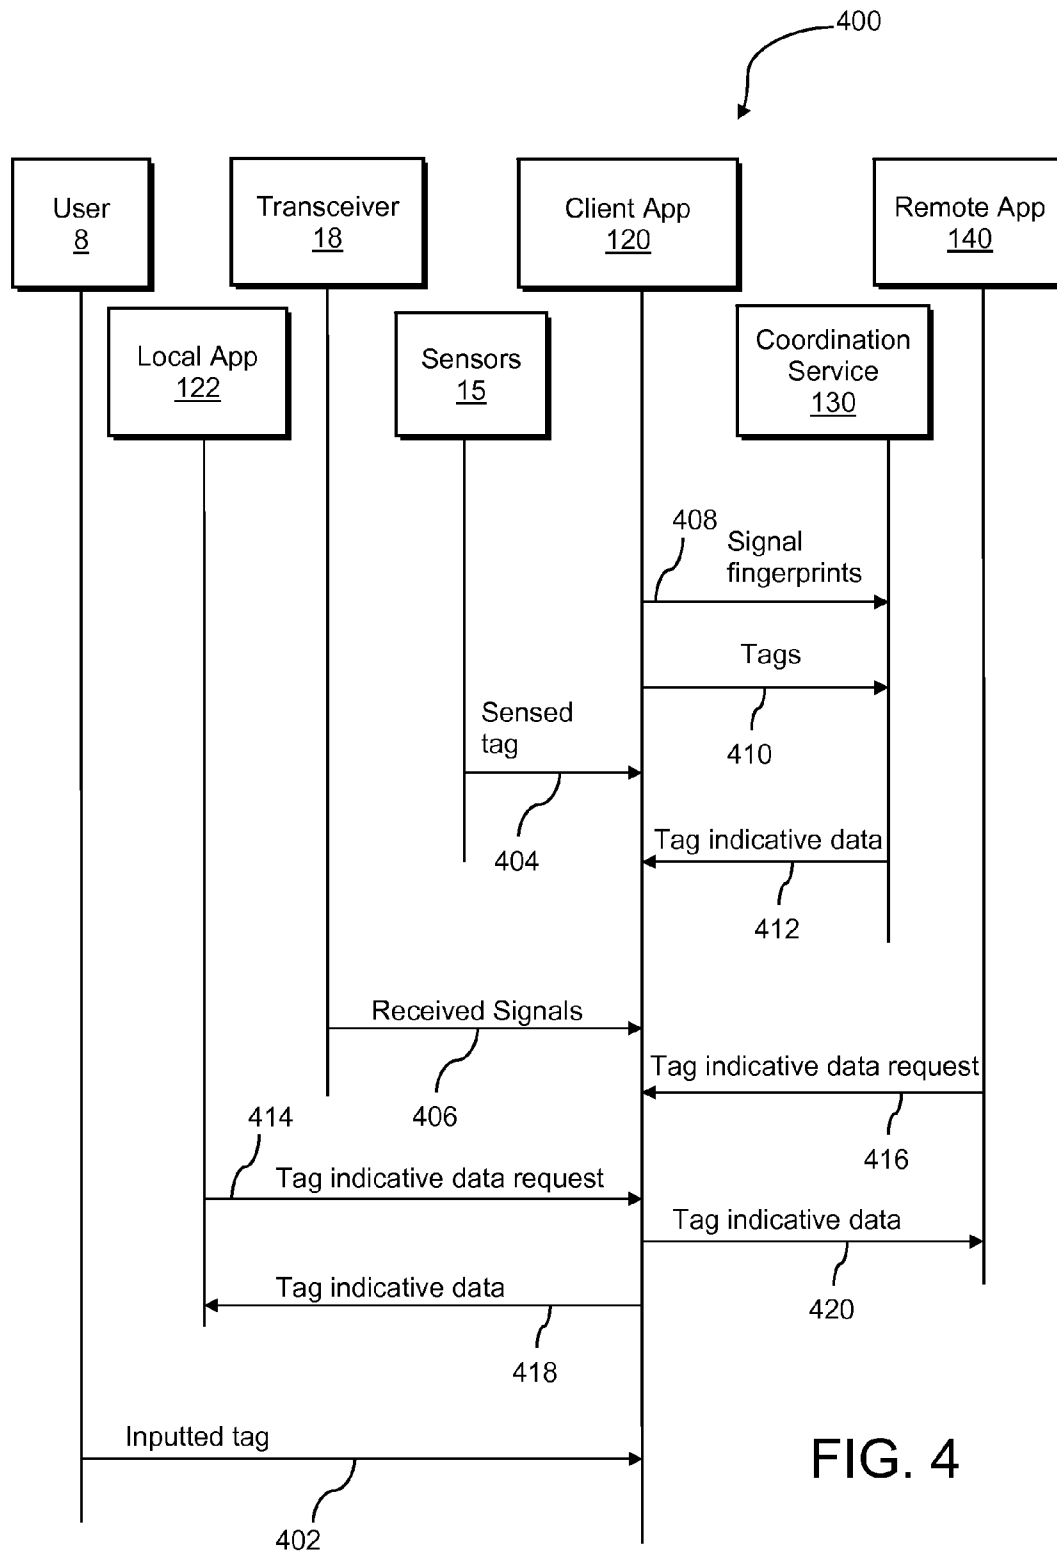 400
User
8
Transceiver
18
Client App
120
Remote App
140
Local App
122
Sensors
15
Coordination
Service
130
408
Signal
fingerprints
Tags
410
Sensed
tag
404
Tag indicative data
412
Received Signals
406
Tag indicative data request
416
414
Tag indicative data request
Tag indicative data
420
Tag indicative data
418
Inputted tag
402
FIG. 4